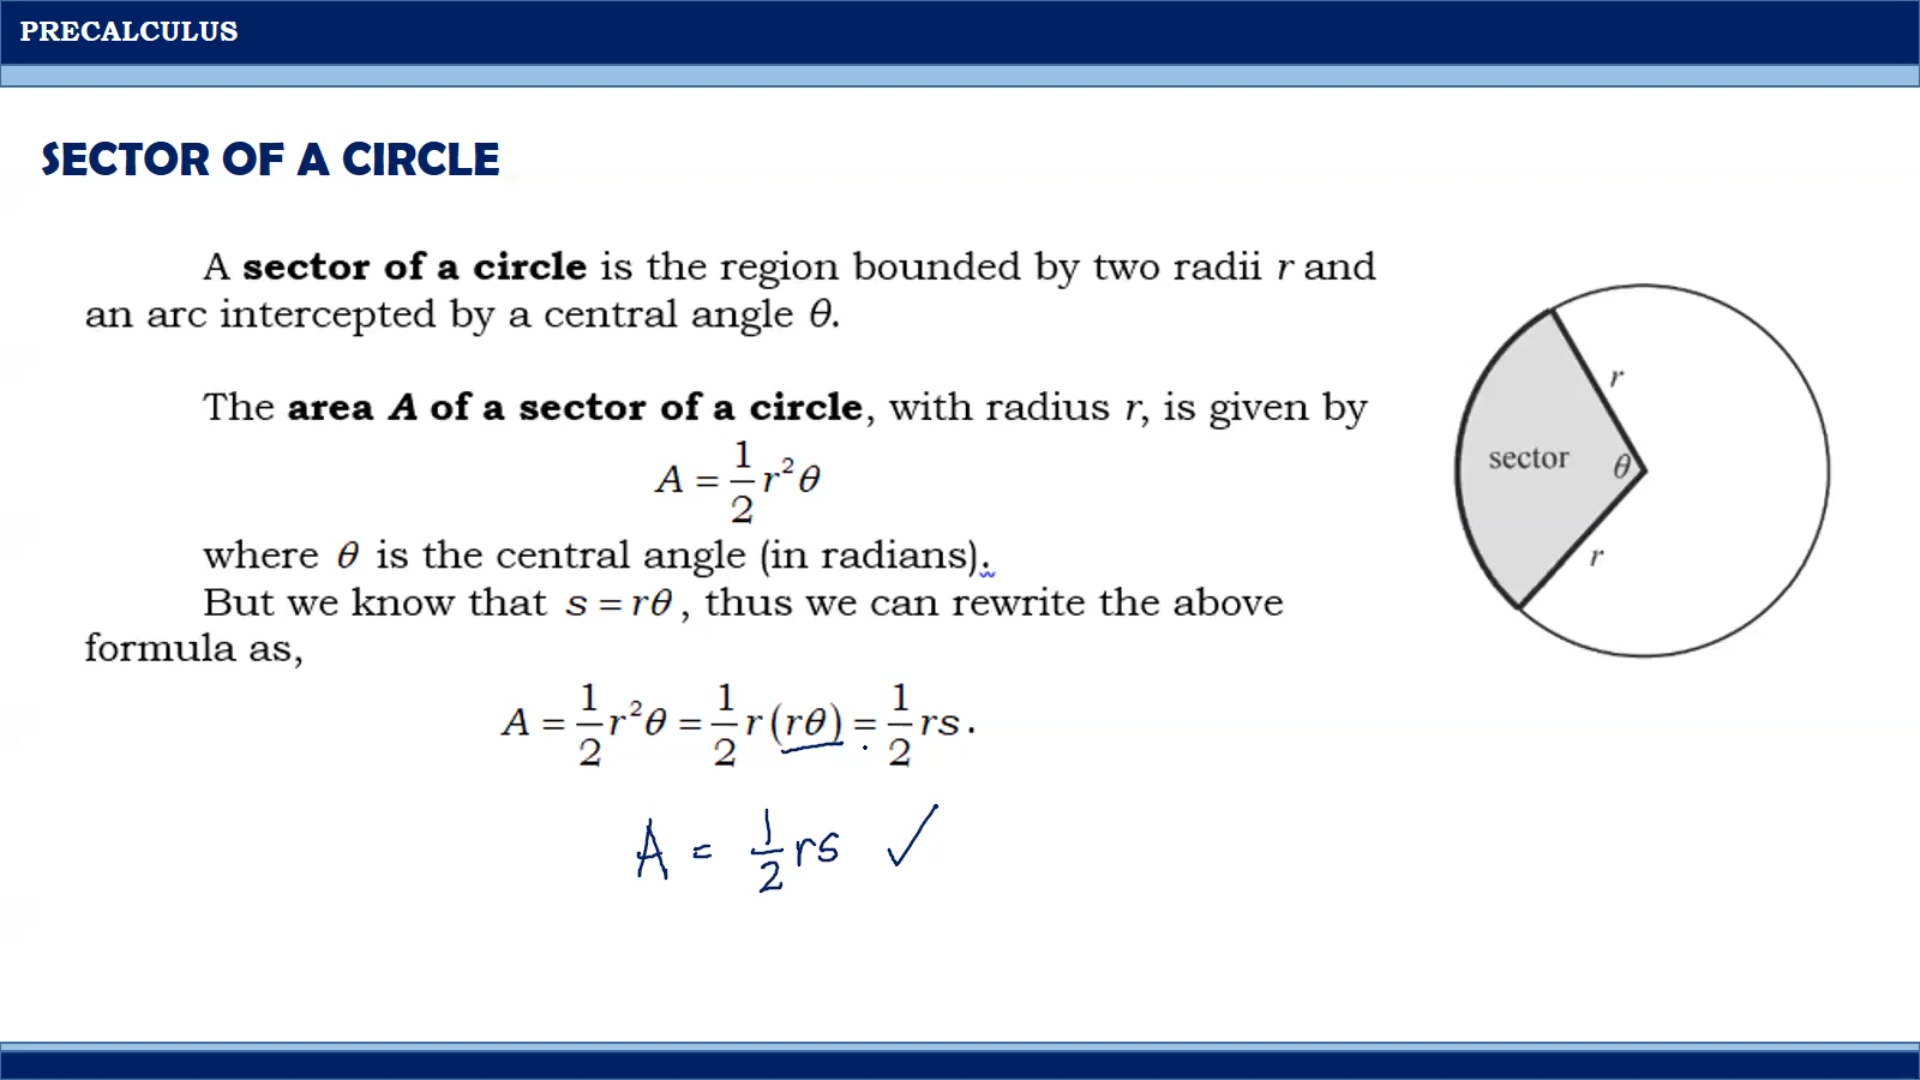 PRECALCULUS
SECTOR OF A CIRCLE
A sector of a circle is the region bounded by two radii r and
an arc intercepted by a central angle θ.
The area A of a sector of a circle, with radius r, is given by
A = 1/2 r²θ
where θ is the central angle (in radians).
But we know that s = rθ, thus we can rewrite the above
formula as,
A = 1/2 r²θ = 1/2 r(rθ) = 1/2 rs.
A = 1/2 rs ✓
r
sector θ
r